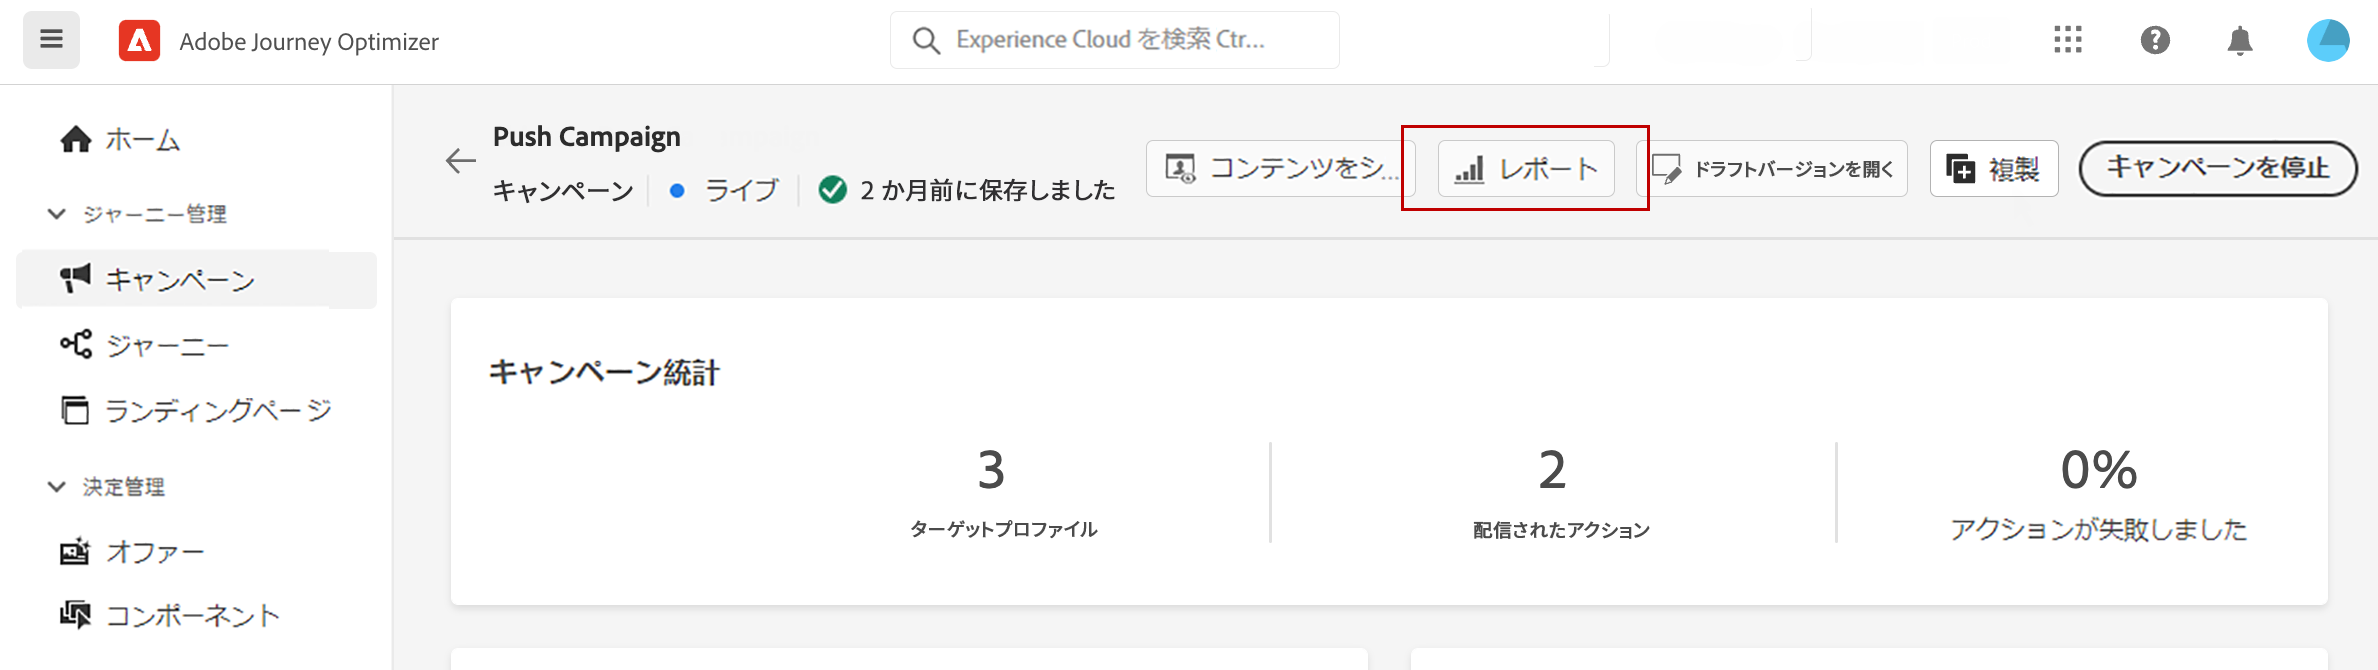 Adobe Journey Optimizer
Experience Cloud を検索 Ctr...
ホーム
ジャーニー管理
キャンペーン
ジャーニー
ランディングページ
決定管理
オファー
コンポーネント
Push Campaign
キャンペーン ライブ 2 か月前に保存しました
コンテンツをシ...
レポート
ドラフトバージョンを開く
複製
キャンペーンを停止
キャンペーン統計
3
ターゲットプロファイル
2
配信されたアクション
0%
アクションが失敗しました